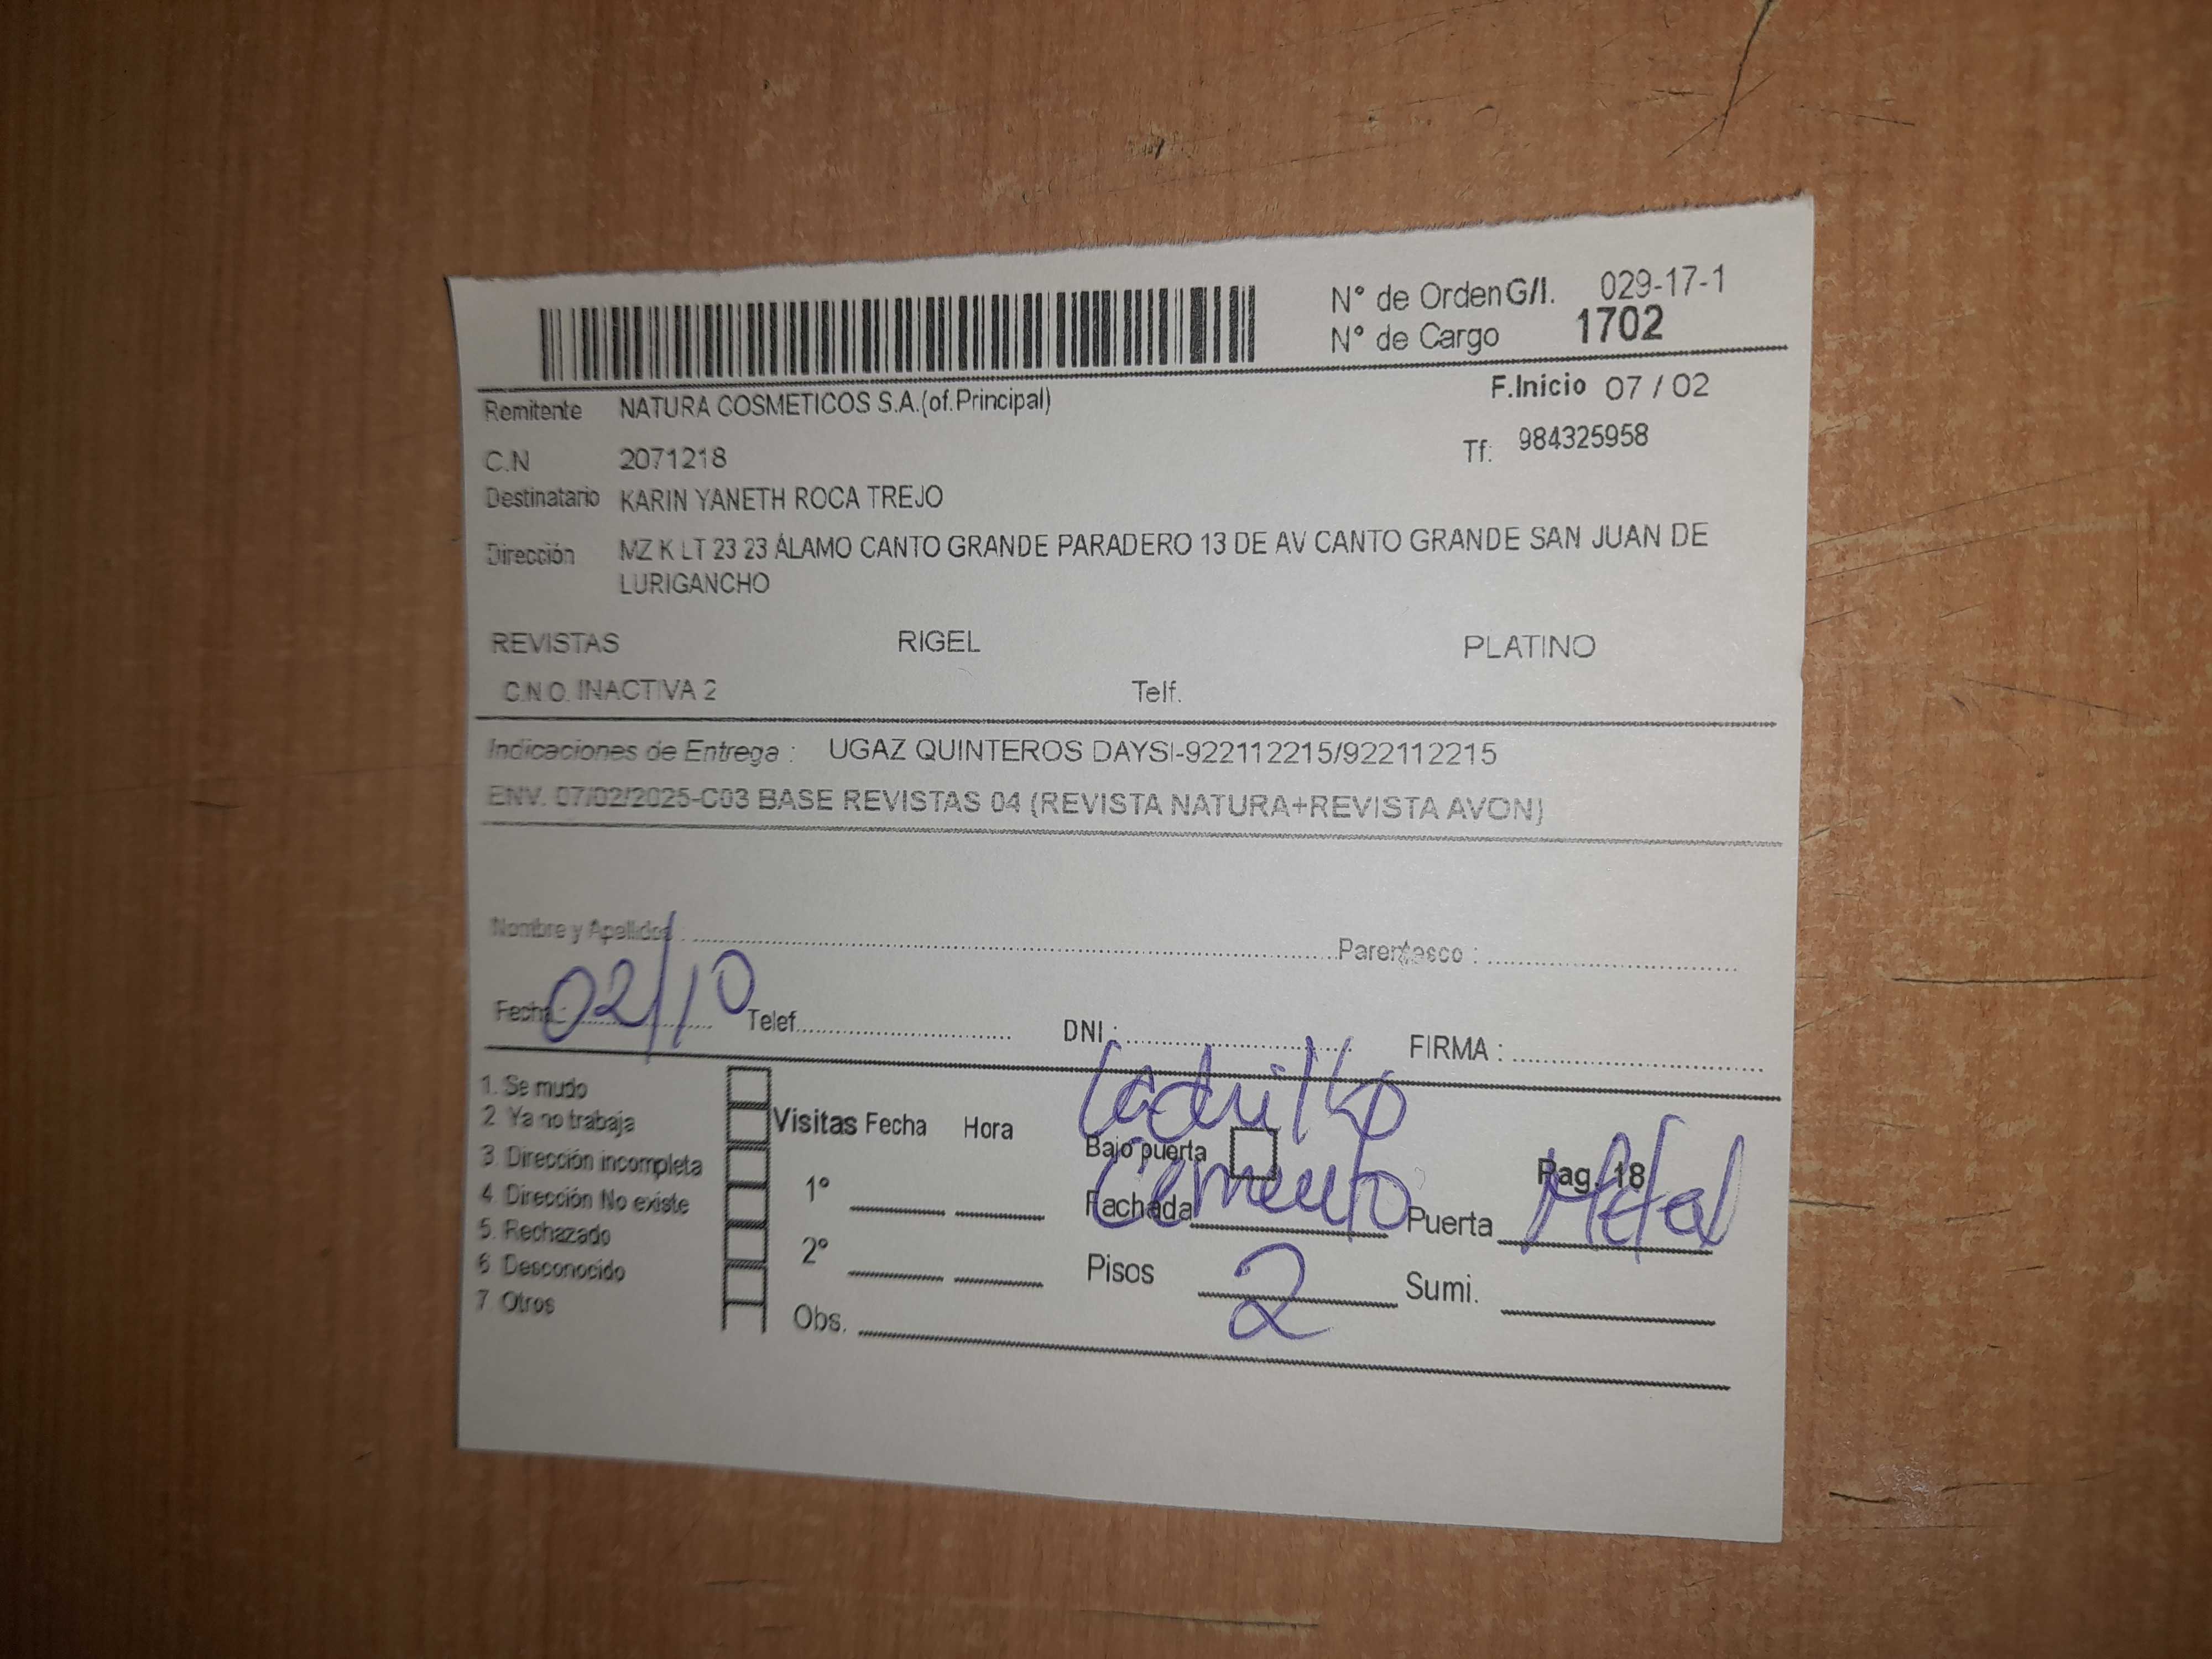 N° de Orden G/I. 029-17-1
N° de Cargo 1702
F.Inicio 07 / 02
Remitente NATURA COSMETICOS S.A.(of.Principal)
Tf: 984325958
C.N 2071218
Destinatario KARIN YANETH ROCA TREJO
Dirección MZ K LT 23 23 ÁLAMO CANTO GRANDE PARADERO 13 DE AV CANTO GRANDE SAN JUAN DE
LURIGANCHO
REVISTAS RIGEL PLATINO
C.N.O. INACTIVA 2 Telf.
Indicaciones de Entrega : UGAZ QUINTEROS DAYSI-922112215/922112215
ENV. 07/02/2025-C03 BASE REVISTAS 04 (REVISTA NATURA+REVISTA AVON)
Nombre y Apellidos : Parentesco :
Fecha : 02/10 Telef. DNI : FIRMA :
Ladrillo
1. Se mudo
2 Ya no trabaja
3 Dirección incompleta
4 Dirección No existe
5. Rechazado
6 Desconocido
7 Otros
Visitas Fecha Hora
1°
2°
Obs.
Bajo puerta Pag. 18
Fachada Cemento Puerta Metal
Pisos 2 Sumi.